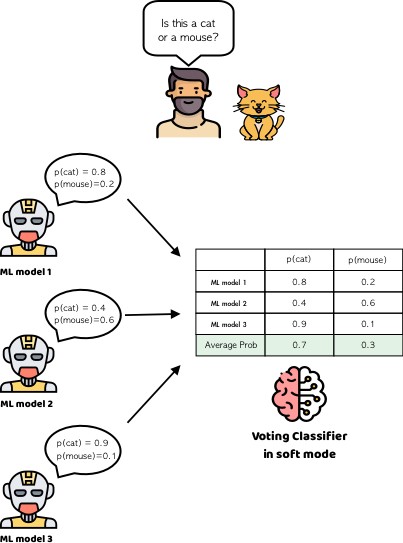 Is this a cat
or a mouse?
p(cat) = 0.8
p(mouse)=0.2
ML model 1
p(cat) = 0.4
p(mouse)=0.6
ML model 2
p(cat) = 0.9
p(mouse)=0.1
ML model 3
p(cat) p(mouse)
ML model 1 0.8 0.2
ML model 2 0.4 0.6
ML model 3 0.9 0.1
Average Prob 0.7 0.3
Voting Classifier
in soft mode